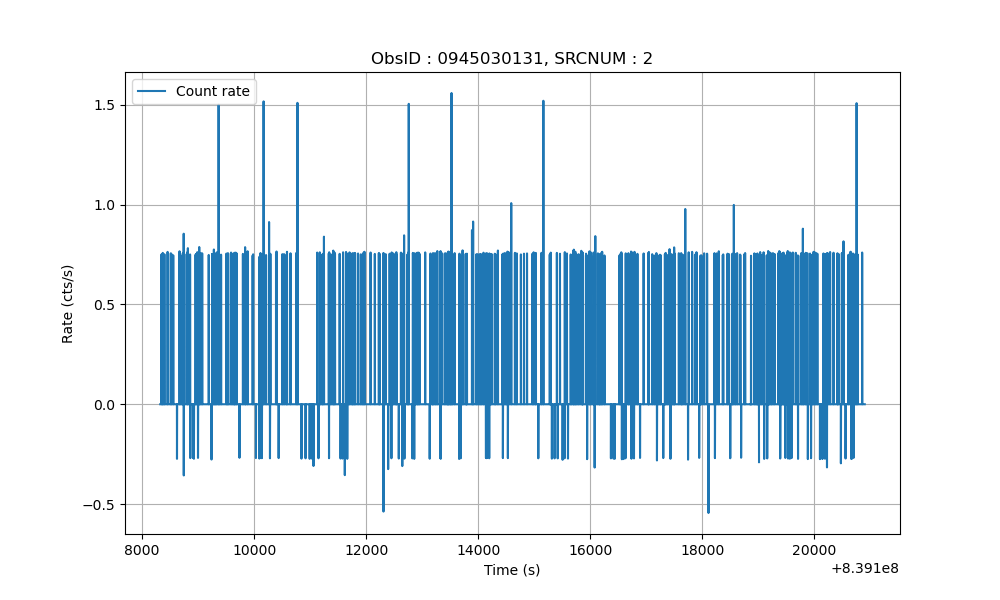 ObsID : 0945030131, SRCNUM : 2
Count rate
Rate (cts/s)
1.5
1.0
0.5
0.0
−0.5
8000 10000 12000 14000 16000 18000 20000
Time (s)
+8.391e8